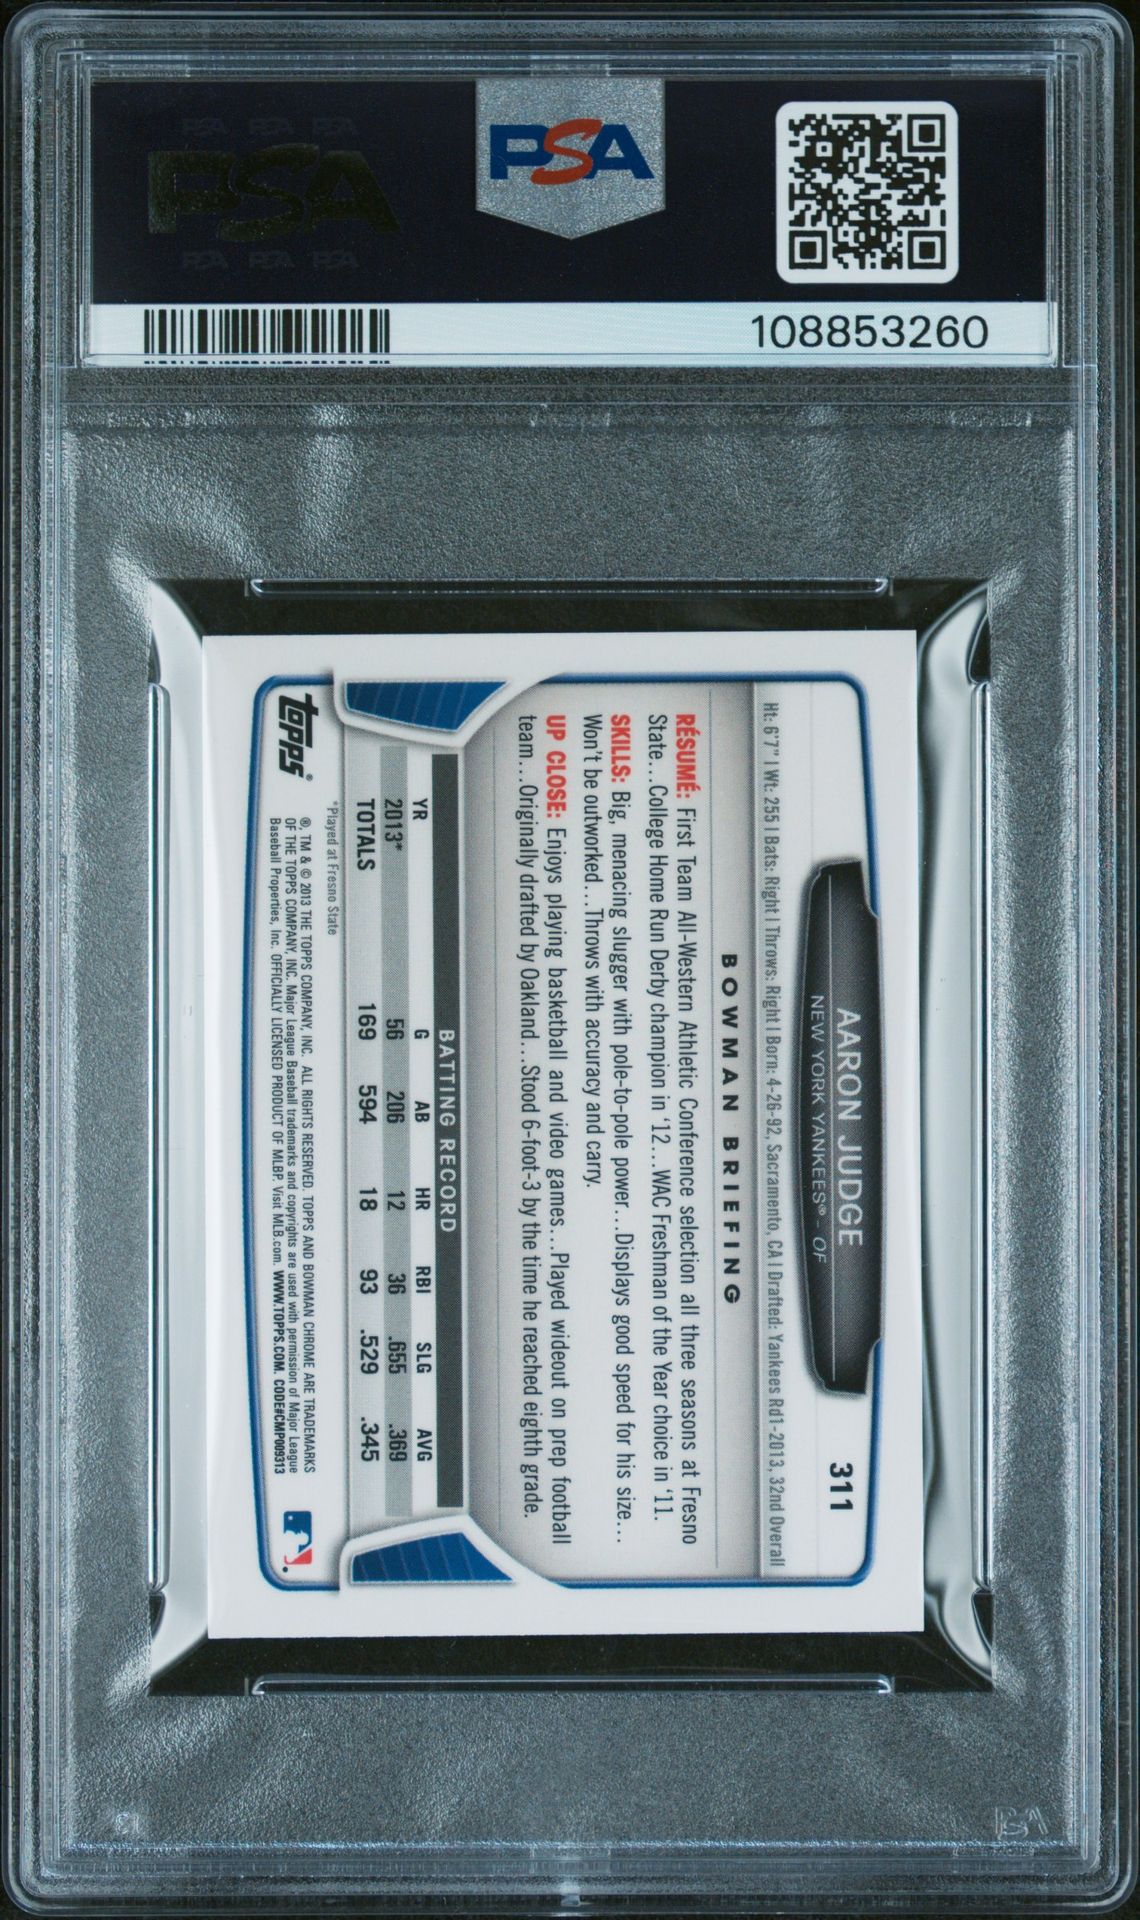 PSA PSA PSA
PSA
PSA PSA PSA
PSA
108853260
311
AARON JUDGE
NEW YORK YANKEES® - OF
Ht: 6'7" | Wt: 255 | Bats: Right | Throws: Right | Born: 4-26-92, Sacramento, CA | Drafted: Yankees Rd1-2013, 32nd Overall
BOWMAN BRIEFING
RÉSUMÉ: First Team All-Western Athletic Conference selection all three seasons at Fresno
State...College Home Run Derby champion in '12...WAC Freshman of the Year choice in '11.
SKILLS: Big, menacing slugger with pole-to-pole power...Displays good speed for his size...
Won't be outworked...Throws with accuracy and carry.
UP CLOSE: Enjoys playing basketball and video games...Played wideout on prep football
team...Originally drafted by Oakland...Stood 6-foot-3 by the time he reached eighth grade.
BATTING RECORD
YR G AB HR RBI SLG AVG
2013* 56 206 12 36 .655 .369
TOTALS 169 594 18 93 .529 .345
*Played at Fresno State
topps®
®, TM & © 2013 THE TOPPS COMPANY, INC. ALL RIGHTS RESERVED. TOPPS AND BOWMAN CHROME ARE TRADEMARKS
OF THE TOPPS COMPANY, INC. Major League Baseball trademarks and copyrights are used with permission of Major League
Baseball Properties, Inc. OFFICIALLY LICENSED PRODUCT OF MLBP. Visit MLB.com. WWW.TOPPS.COM. CODE#CMP009313
PSA